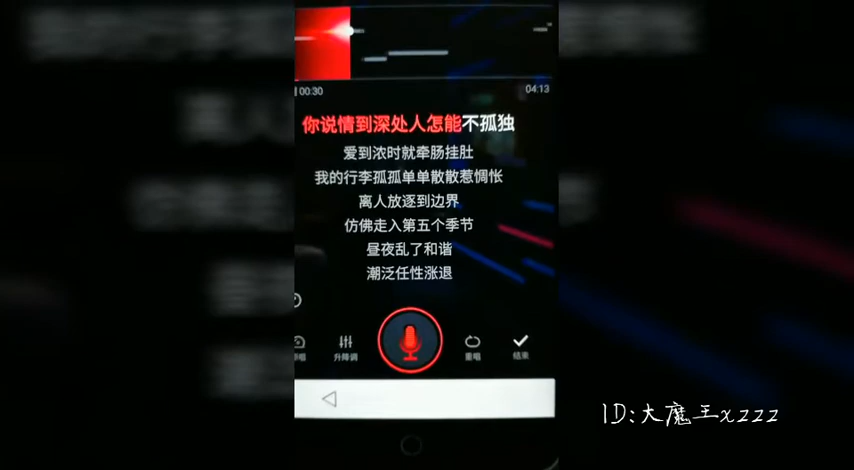 00:30
04:13
你说情到深处人怎能不孤独
爱到浓时就牵肠挂肚
我的行李孤孤单单散散惹惆怅
离人放逐到边界
仿佛走入第五个季节
昼夜乱了和谐
潮泛任性涨退
升降调
重唱
结束
ID:大魔王xzzz